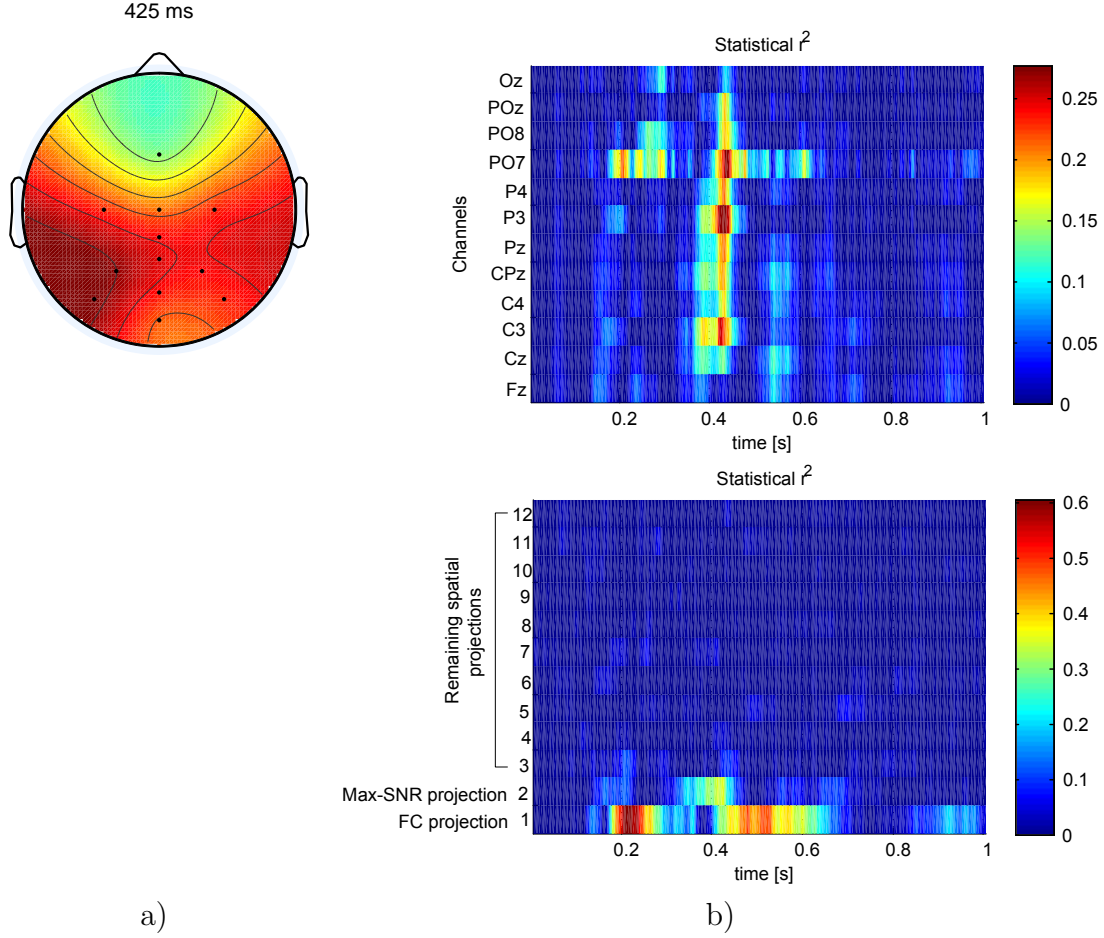 425 ms
Statistical r²
Oz
POz
PO8
PO7
P4
P3
Pz
CPz
C4
C3
Cz
Fz
Channels
0.2 0.4 0.6 0.8 1
time [s]
0.25
0.2
0.15
0.1
0.05
0
Statistical r²
Remaining spatial
projections
12
11
10
9
8
7
6
5
4
3
Max-SNR projection 2
FC projection 1
0.2 0.4 0.6 0.8 1
time [s]
0.6
0.5
0.4
0.3
0.2
0.1
0
a) b)